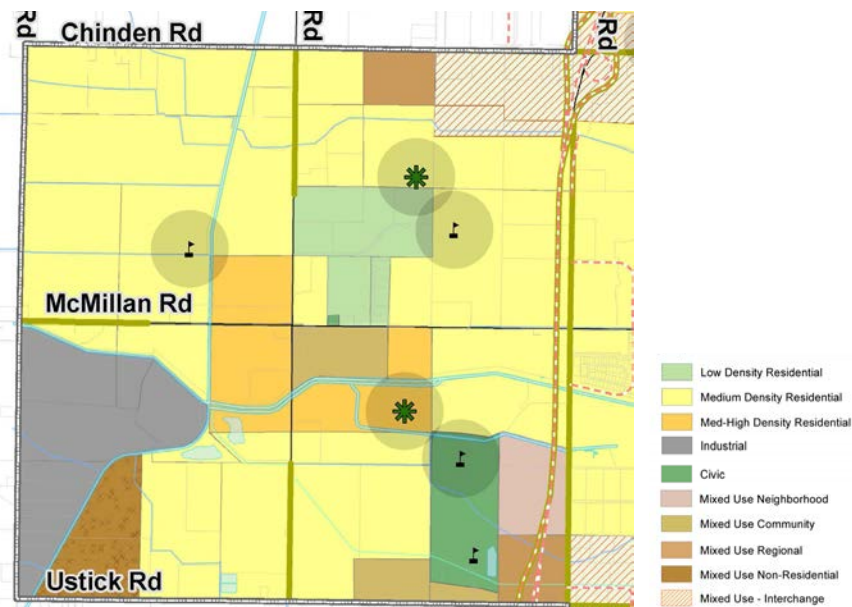 Rd
Rd
Rd
Chinden Rd
McMillan Rd
Ustick Rd
Low Density Residential
Medium Density Residential
Med-High Density Residential
Industrial
Civic
Mixed Use Neighborhood
Mixed Use Community
Mixed Use Regional
Mixed Use Non-Residential
Mixed Use - Interchange